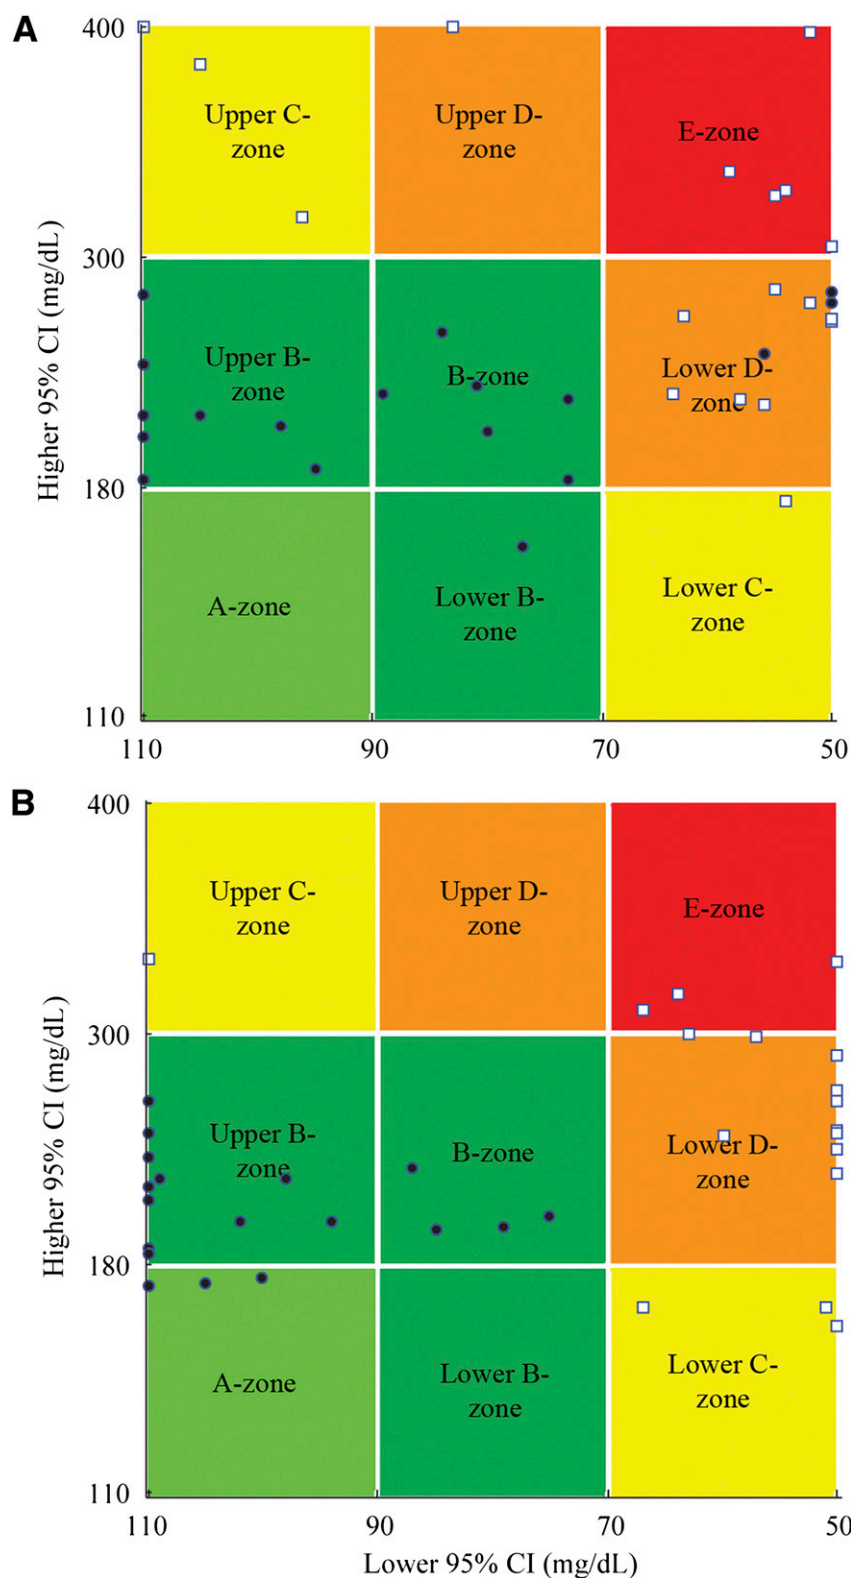 A
400
Upper C-
zone
Upper D-
zone
E-zone
300
Higher 95% CI (mg/dL)
Upper B-
zone
B-zone
Lower D-
zone
180
A-zone
Lower B-
zone
Lower C-
zone
110
110
90
70
50
B
400
Upper C-
zone
Upper D-
zone
E-zone
300
Higher 95% CI (mg/dL)
Upper B-
zone
B-zone
Lower D-
zone
180
A-zone
Lower B-
zone
Lower C-
zone
110
110
90
70
50
Lower 95% CI (mg/dL)